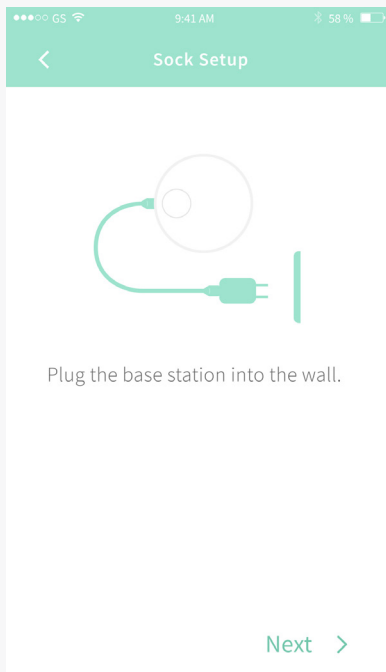 GS 9:41 AM 58 %
Sock Setup
Plug the base station into the wall.
Next